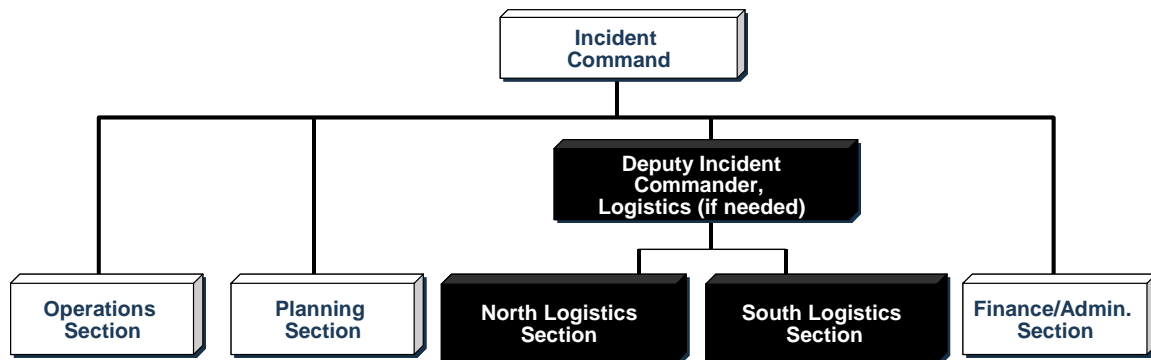 Incident
Command
Deputy Incident
Commander,
Logistics (if needed)
Operations
Section
Planning
Section
North Logistics
Section
South Logistics
Section
Finance/Admin.
Section